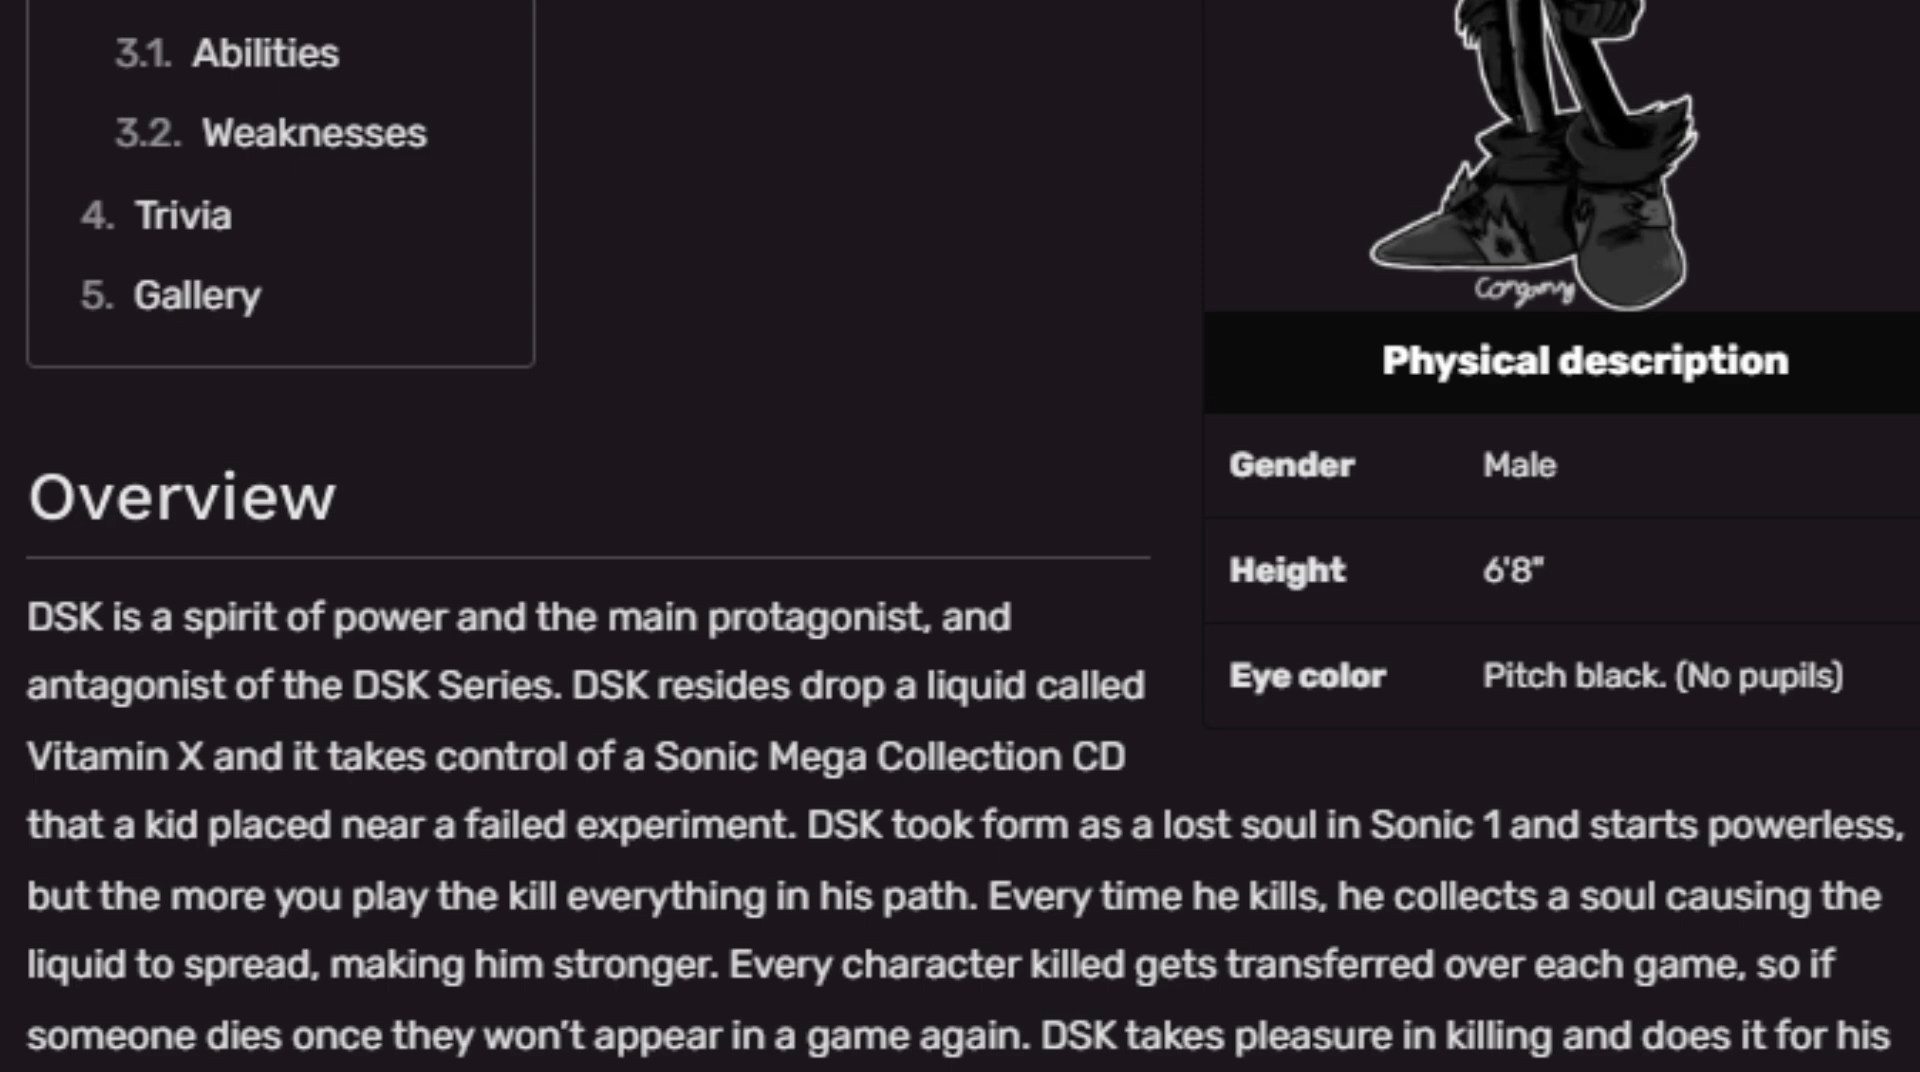 3.1. Abilities
3.2. Weaknesses
4. Trivia
5. Gallery
Physical description
Gender Male
Height 6'8"
Eye color Pitch black. (No pupils)
Overview
DSK is a spirit of power and the main protagonist, and
antagonist of the DSK Series. DSK resides drop a liquid called
Vitamin X and it takes control of a Sonic Mega Collection CD
that a kid placed near a failed experiment. DSK took form as a lost soul in Sonic 1 and starts powerless,
but the more you play the kill everything in his path. Every time he kills, he collects a soul causing the
liquid to spread, making him stronger. Every character killed gets transferred over each game, so if
someone dies once they won’t appear in a game again. DSK takes pleasure in killing and does it for his